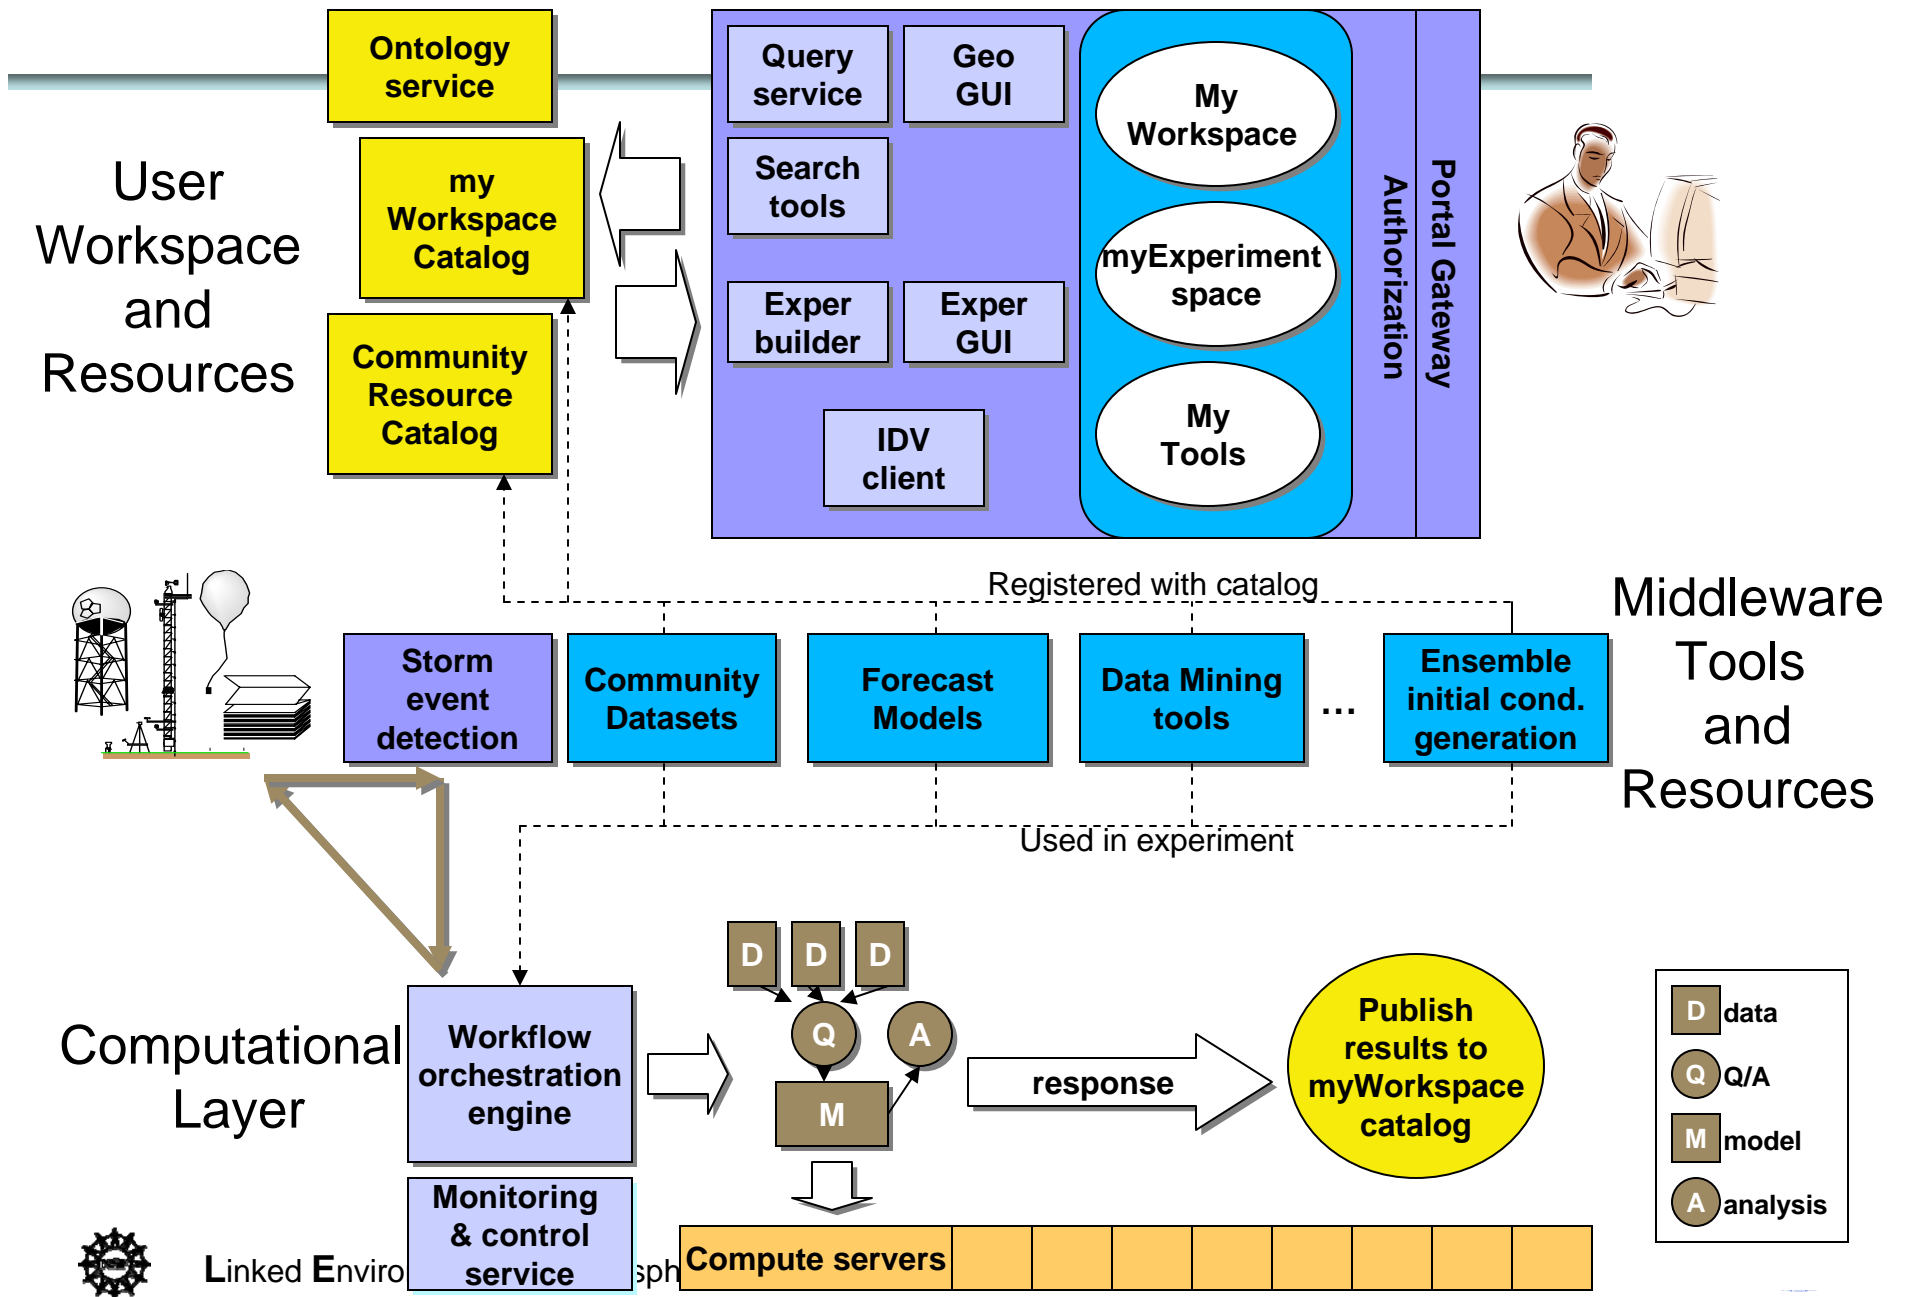 Ontology
service
my
Workspace
Catalog
Community
Resource
Catalog
User
Workspace
and
Resources
Query
service
Geo
GUI
Search
tools
Exper
builder
Exper
GUI
IDV
client
My
Workspace
myExperiment
space
My
Tools
Authorization
Portal Gateway
Registered with catalog
Storm
event
detection
Community
Datasets
Forecast
Models
Data Mining
tools
...
Ensemble
initial cond.
generation
Middleware
Tools
and
Resources
Used in experiment
Computational
Layer
Workflow
orchestration
engine
Monitoring
& control
service
D D D
Q A
M
response
Publish
results to
myWorkspace
catalog
D data
Q Q/A
M model
A analysis
Compute servers
Linked Enviro sph